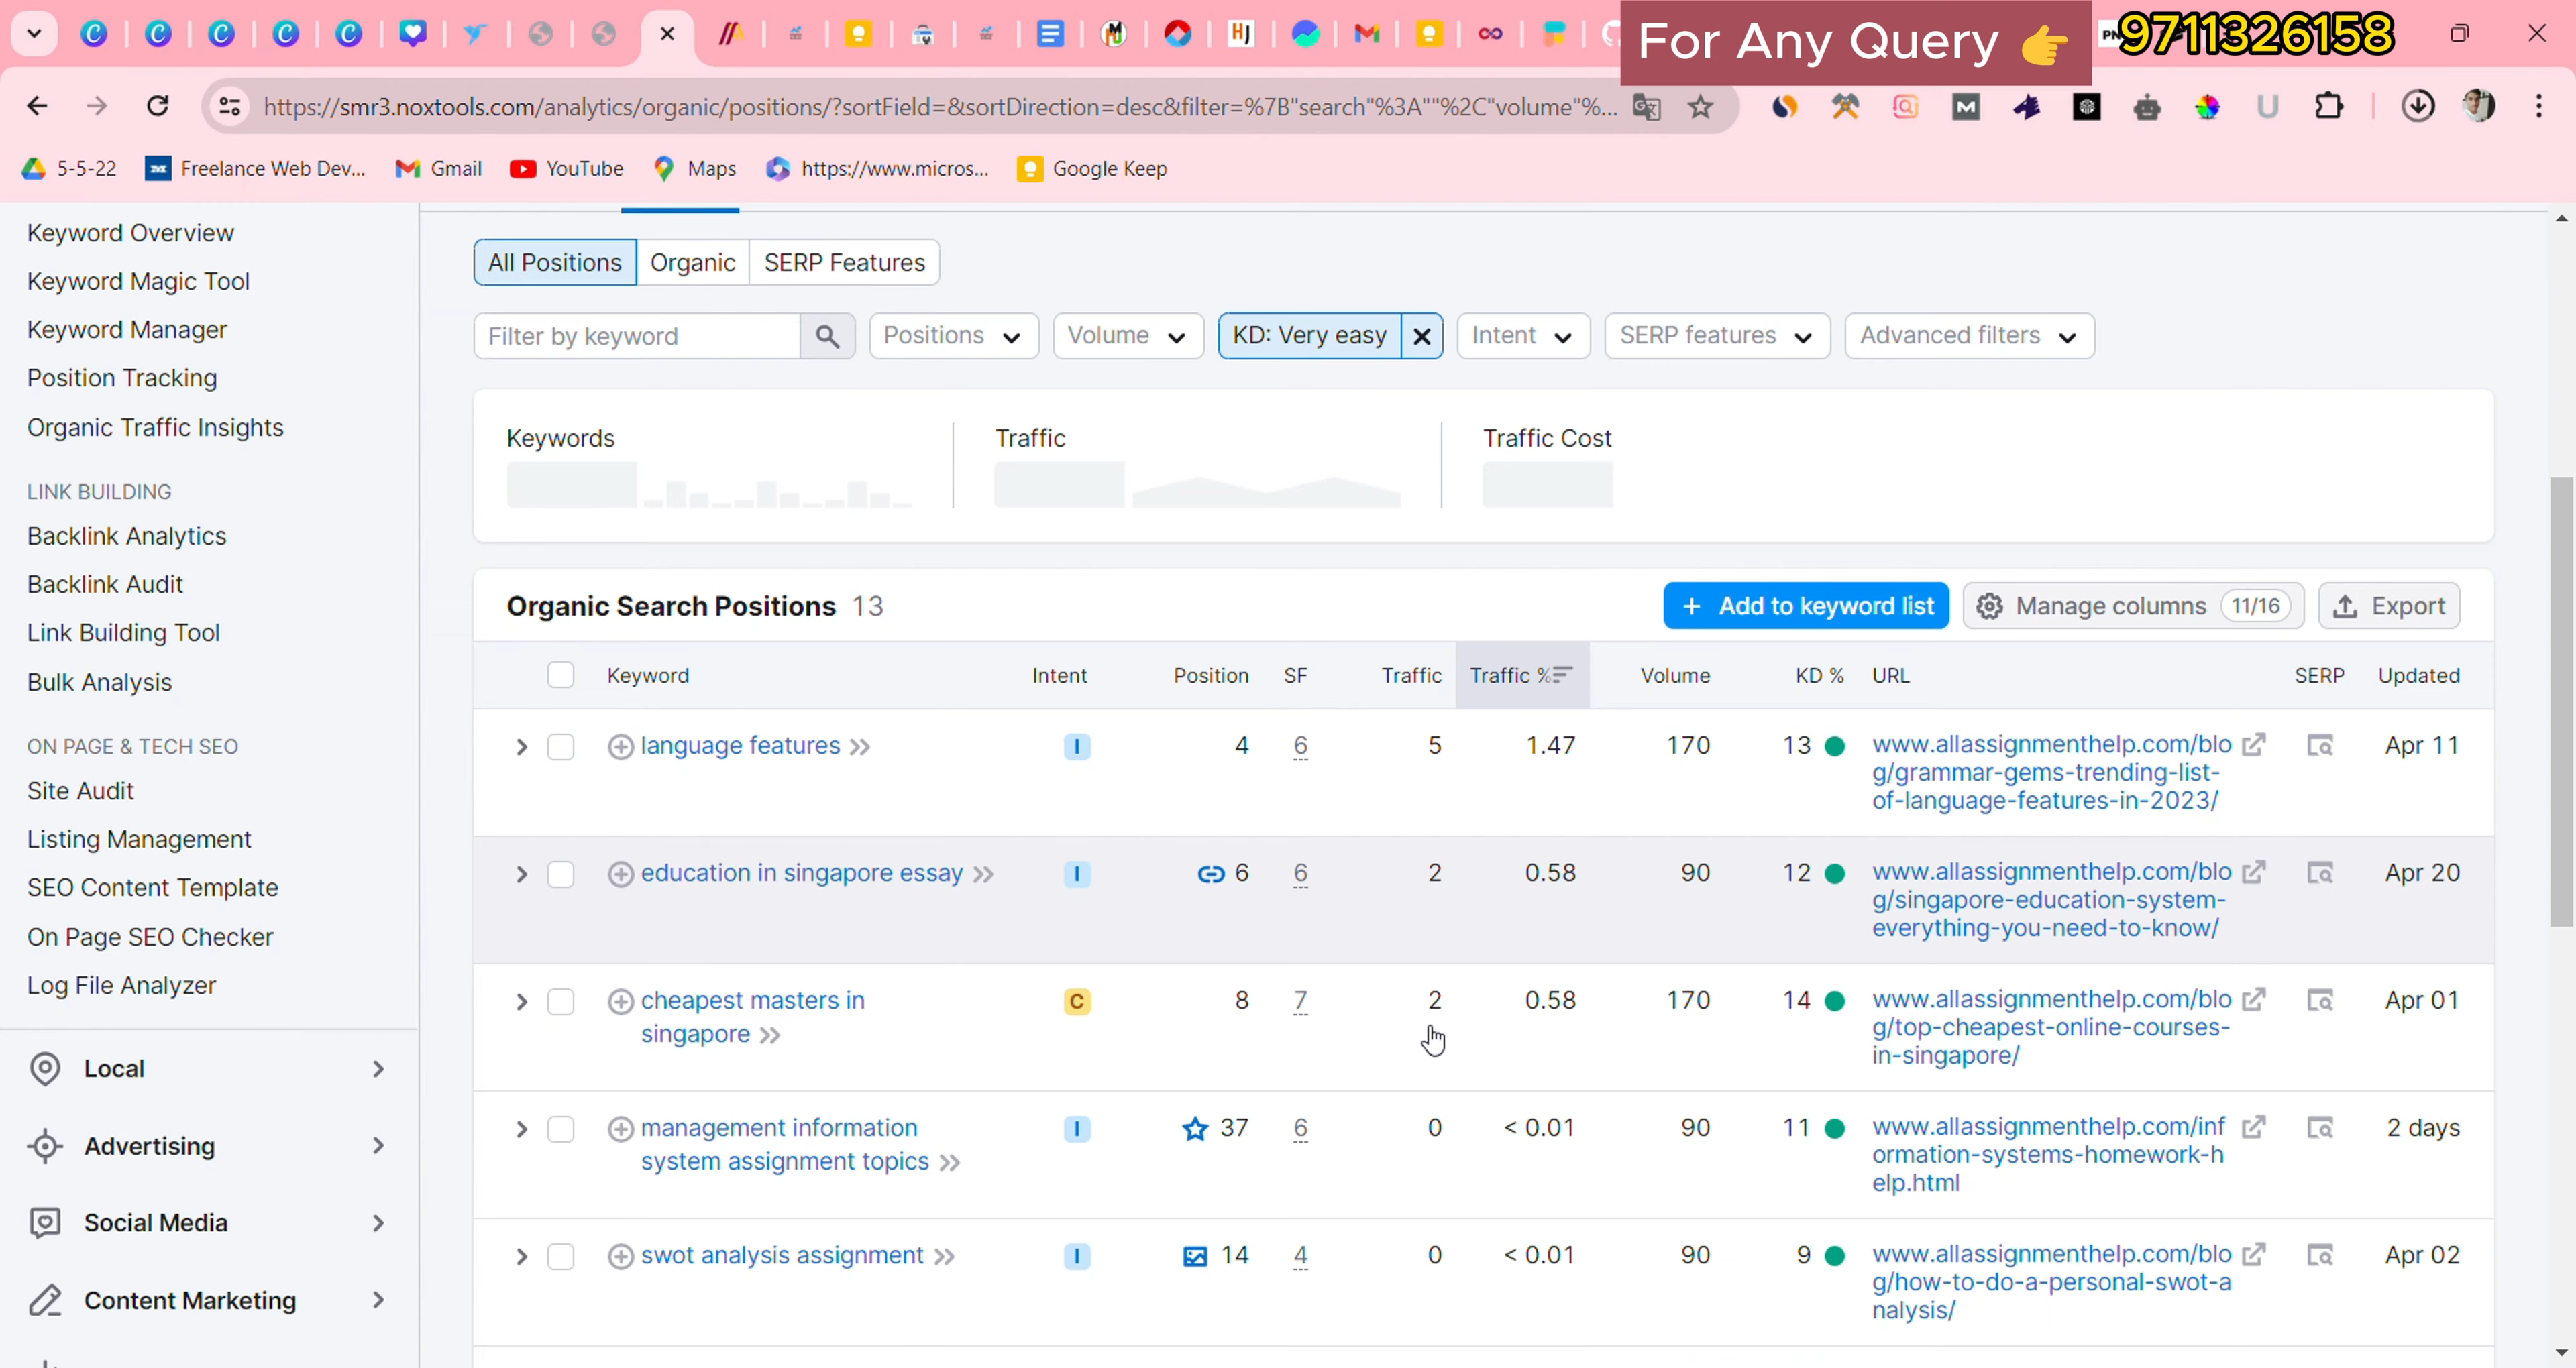 For Any Query 👉 9711326158
https://smr3.noxtools.com/analytics/organic/positions/?sortField=&sortDirection=desc&filter=%7B"search"%3A""%2C"volume"%...
5-5-22 Freelance Web Dev... Gmail YouTube Maps https://www.micros... Google Keep
Keyword Overview
Keyword Magic Tool
Keyword Manager
Position Tracking
Organic Traffic Insights
LINK BUILDING
Backlink Analytics
Backlink Audit
Link Building Tool
Bulk Analysis
ON PAGE & TECH SEO
Site Audit
Listing Management
SEO Content Template
On Page SEO Checker
Log File Analyzer
Local
Advertising
Social Media
Content Marketing
All Positions Organic SERP Features
Filter by keyword Positions Volume KD: Very easy Intent SERP features Advanced filters
Keywords Traffic Traffic Cost
Organic Search Positions 13 + Add to keyword list Manage columns 11/16 Export
Keyword Intent Position SF Traffic Traffic % Volume KD % URL SERP Updated
language features I 4 6 5 1.47 170 13 www.allassignmenthelp.com/blo Apr 11
g/grammar-gems-trending-list-
of-language-features-in-2023/
education in singapore essay I 6 6 2 0.58 90 12 www.allassignmenthelp.com/blo Apr 20
g/singapore-education-system-
everything-you-need-to-know/
cheapest masters in C 8 7 2 0.58 170 14 www.allassignmenthelp.com/blo Apr 01
singapore g/top-cheapest-online-courses-
in-singapore/
management information I 37 6 0 < 0.01 90 11 www.allassignmenthelp.com/inf 2 days
system assignment topics ormation-systems-homework-h
elp.html
swot analysis assignment I 14 4 0 < 0.01 90 9 www.allassignmenthelp.com/blo Apr 02
g/how-to-do-a-personal-swot-a
nalysis/